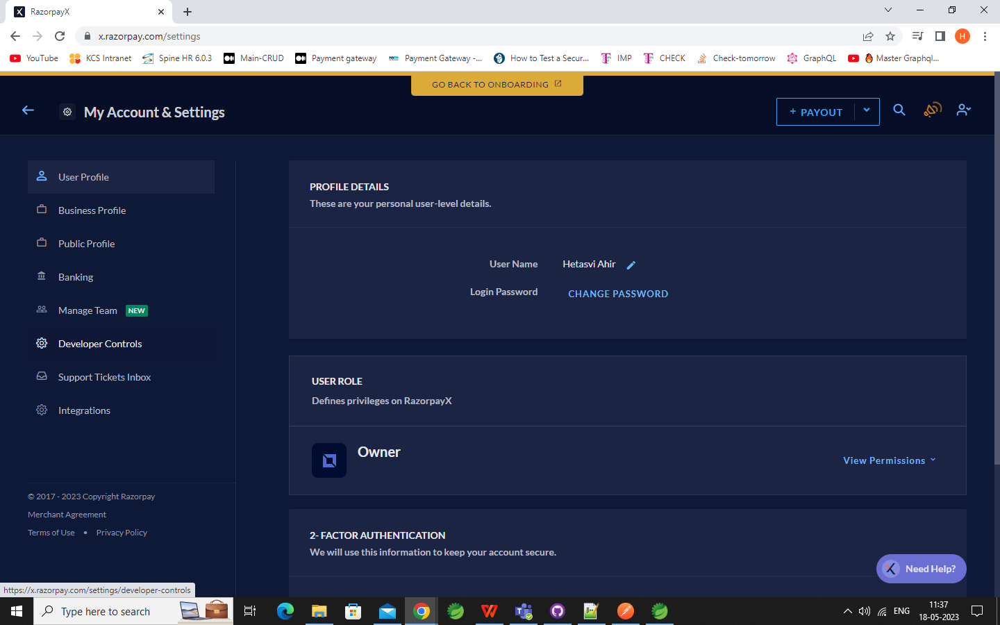 RazorpayX
x.razorpay.com/settings
YouTube KCS Intranet Spine HR 6.0.3 Main-CRUD Payment gateway Payment Gateway -... How to Test a Secur... IMP CHECK Check-tomorrow GraphQL Master Graphql...
GO BACK TO ONBOARDING
My Account & Settings
+ PAYOUT
User Profile
Business Profile
Public Profile
Banking
Manage Team NEW
Developer Controls
Support Tickets Inbox
Integrations
© 2017 - 2023 Copyright Razorpay
Merchant Agreement
Terms of Use • Privacy Policy
PROFILE DETAILS
These are your personal user-level details.
User Name Hetasvi Ahir
Login Password CHANGE PASSWORD
USER ROLE
Defines privileges on RazorpayX
Owner
View Permissions
2- FACTOR AUTHENTICATION
We will use this information to keep your account secure.
Need Help?
https://x.razorpay.com/settings/developer-controls
Type here to search
ENG
11:37
18-05-2023